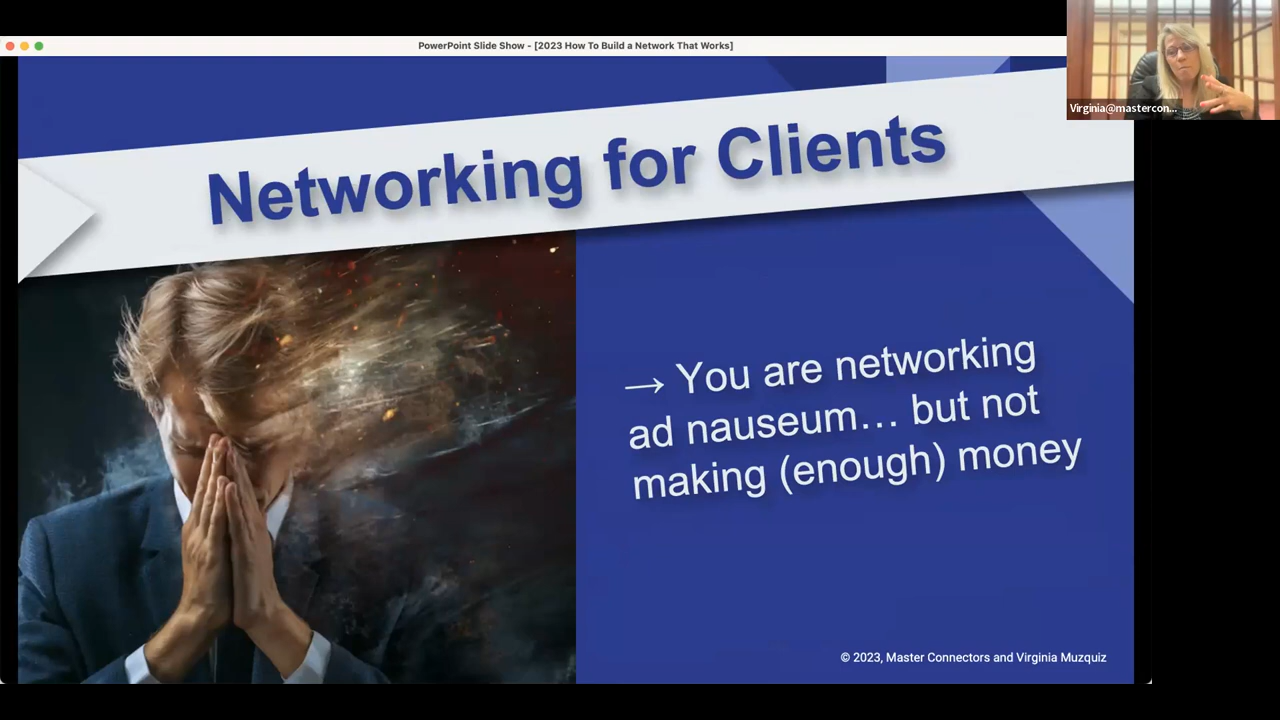 PowerPoint Slide Show - [2023 How To Build a Network That Works]
Virginia@mastercon...
Networking for Clients
→ You are networking
ad nauseum... but not
making (enough) money
© 2023, Master Connectors and Virginia Muzquiz